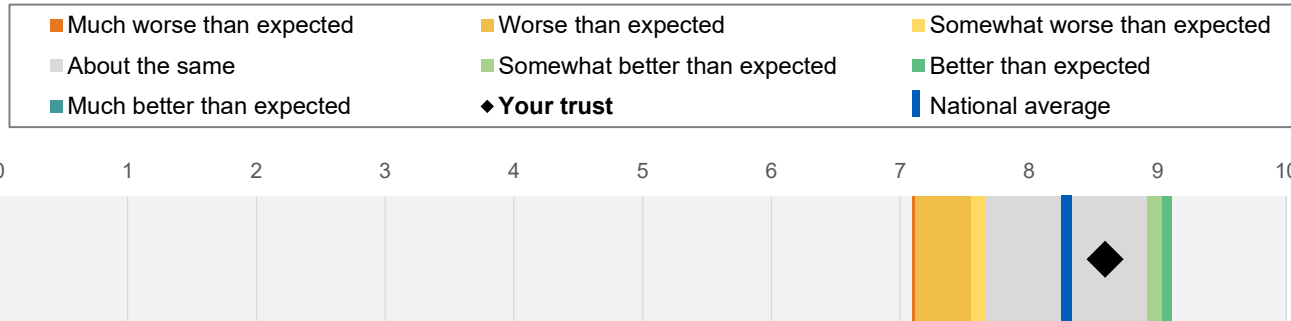 Much worse than expected Worse than expected Somewhat worse than expected
About the same Somewhat better than expected Better than expected
Much better than expected Your trust National average
0 1 2 3 4 5 6 7 8 9 10